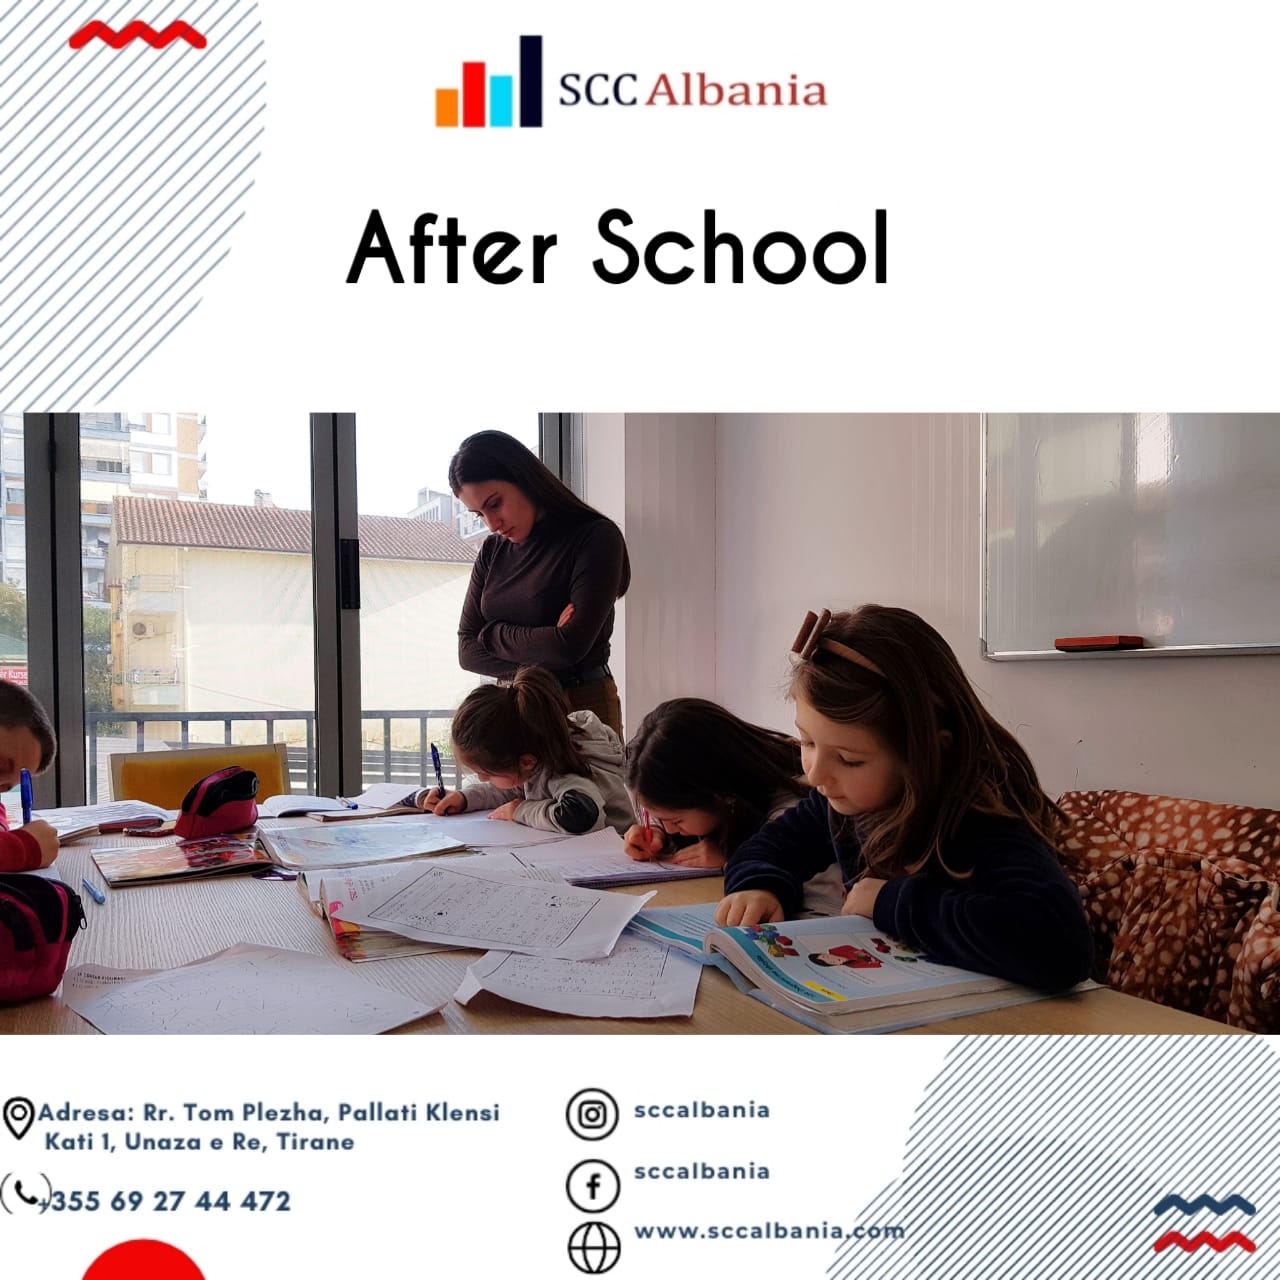 SCC Albania
After School
Adresa: Rr. Tom Plezha, Pallati Klensi
Kati 1, Unaza e Re, Tirane
+355 69 27 44 472
sccalbania
sccalbania
www.sccalbania.com